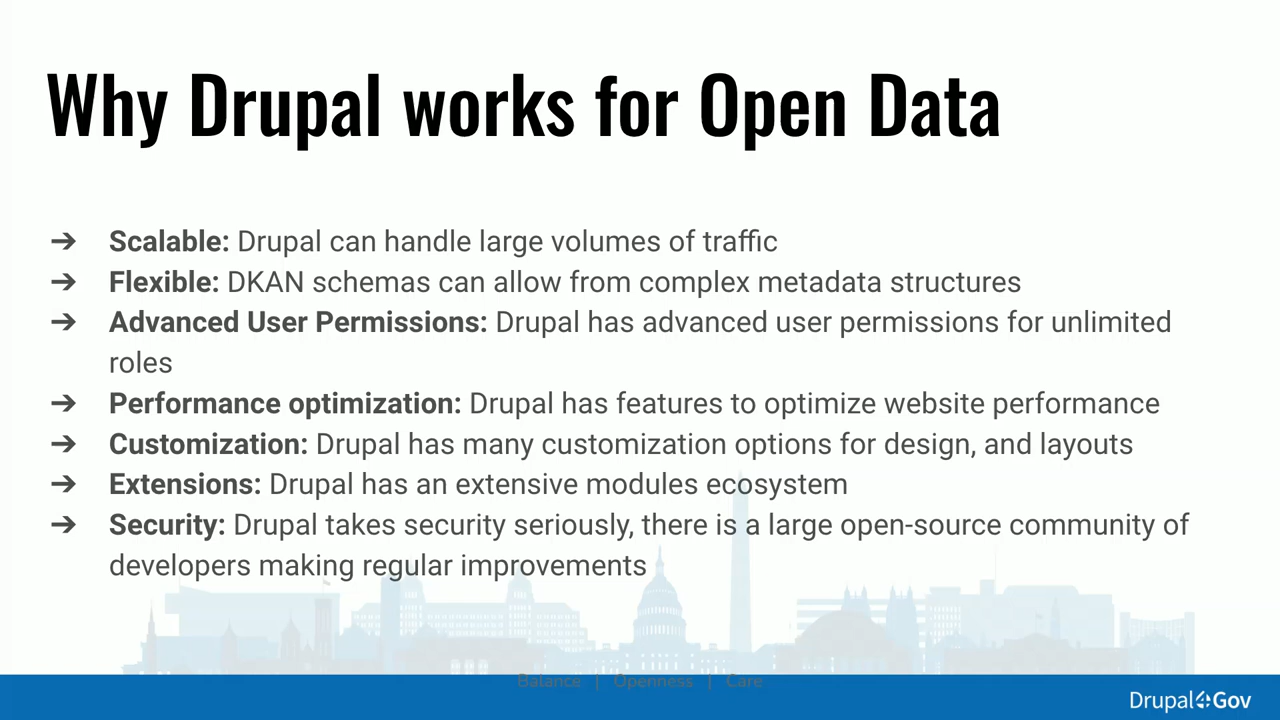 Why Drupal works for Open Data
➔ Scalable: Drupal can handle large volumes of traffic
➔ Flexible: DKAN schemas can allow from complex metadata structures
➔ Advanced User Permissions: Drupal has advanced user permissions for unlimited
roles
➔ Performance optimization: Drupal has features to optimize website performance
➔ Customization: Drupal has many customization options for design, and layouts
➔ Extensions: Drupal has an extensive modules ecosystem
➔ Security: Drupal takes security seriously, there is a large open-source community of
developers making regular improvements
Balance | Openness | Care
Drupal4Gov